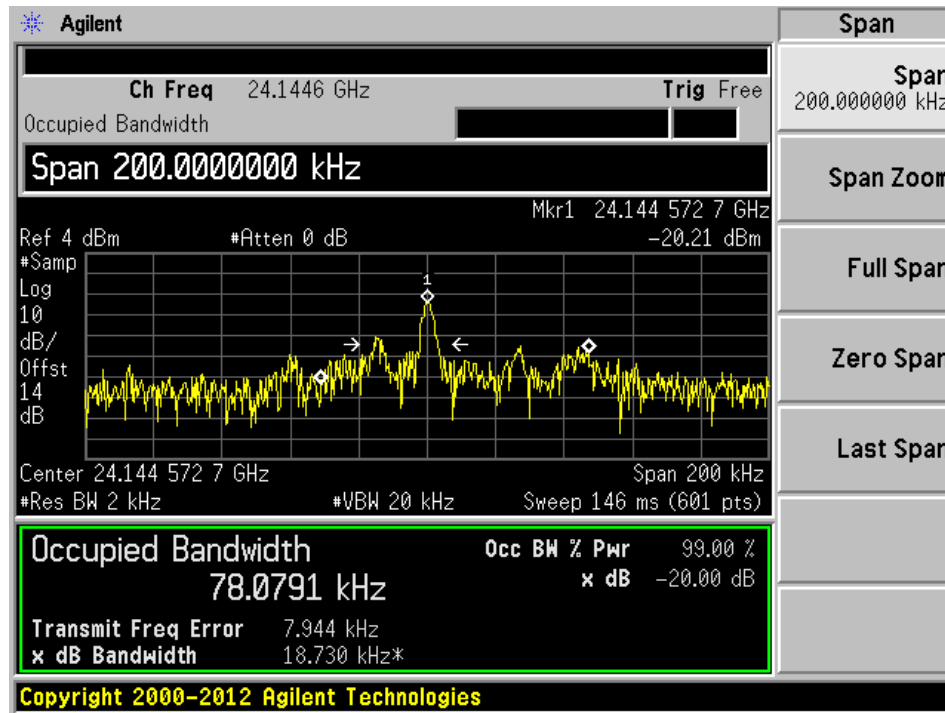 Agilent
Span
Ch Freq 24.1446 GHz Trig Free
Occupied Bandwidth
Span 200.0000000 kHz
Mkr1 24.144 572 7 GHz
Ref 4 dBm #Atten 0 dB -20.21 dBm
#Samp
Log
10
dB/
Offst
14
dB
1
Center 24.144 572 7 GHz Span 200 kHz
#Res BW 2 kHz #VBW 20 kHz Sweep 146 ms (601 pts)
Occupied Bandwidth Occ BW % Pwr 99.00 %
78.0791 kHz x dB -20.00 dB
Transmit Freq Error 7.944 kHz
x dB Bandwidth 18.730 kHz*
Copyright 2000-2012 Agilent Technologies
Span
200.000000 kHz
Span Zoom
Full Span
Zero Span
Last Span